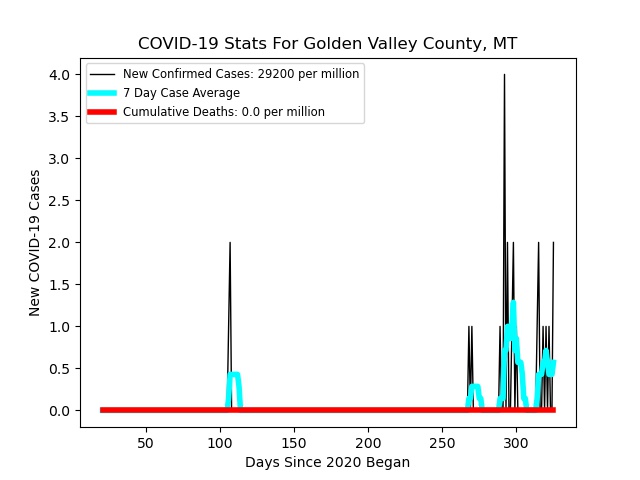 COVID-19 Stats For Golden Valley County, MT
New Confirmed Cases: 29200 per million
7 Day Case Average
Cumulative Deaths: 0.0 per million
New COVID-19 Cases
4.0
3.5
3.0
2.5
2.0
1.5
1.0
0.5
0.0
50 100 150 200 250 300
Days Since 2020 Began